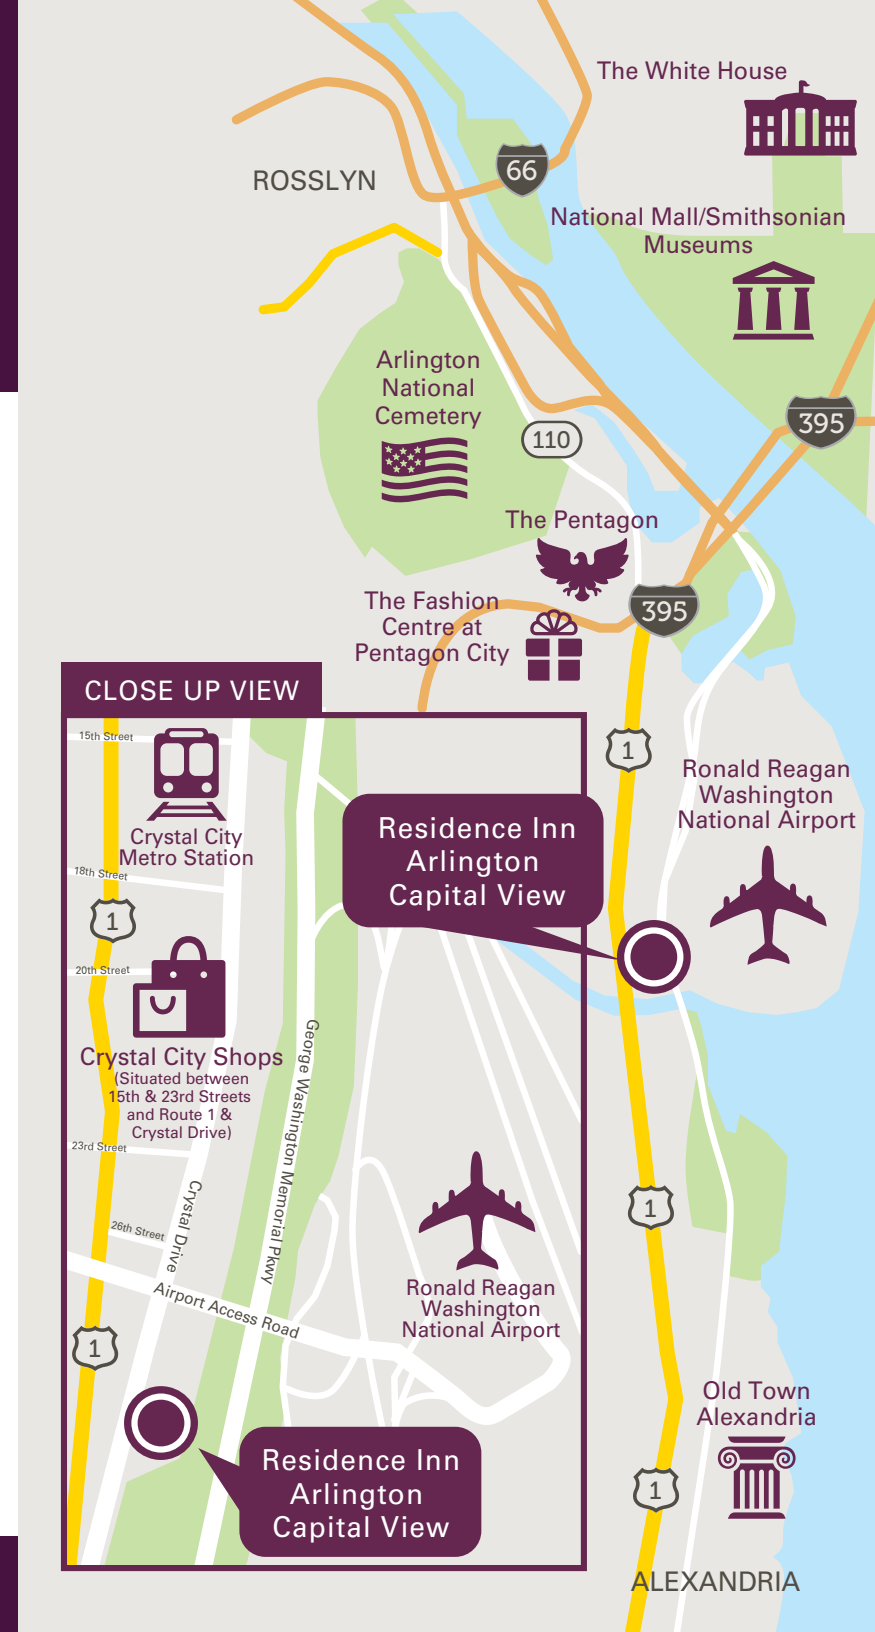 The White House
66
ROSSLYN
National Mall/Smithsonian
Museums
Arlington
National
Cemetery
395
110
The Pentagon
The Fashion
Centre at
Pentagon City
395
CLOSE UP VIEW
15th Street
1
Ronald Reagan
Washington
National Airport
Crystal City
Metro Station
Residence Inn
Arlington
Capital View
18th Street
1
20th Street
Crystal City Shops
(Situated between
15th & 23rd Streets
and Route 1 &
Crystal Drive)
George Washington Memorial Pkwy
23rd Street
Crystal Drive
26th Street
1
Airport Access Road
Ronald Reagan
Washington
National Airport
1
Old Town
Alexandria
Residence Inn
Arlington
Capital View
1
ALEXANDRIA